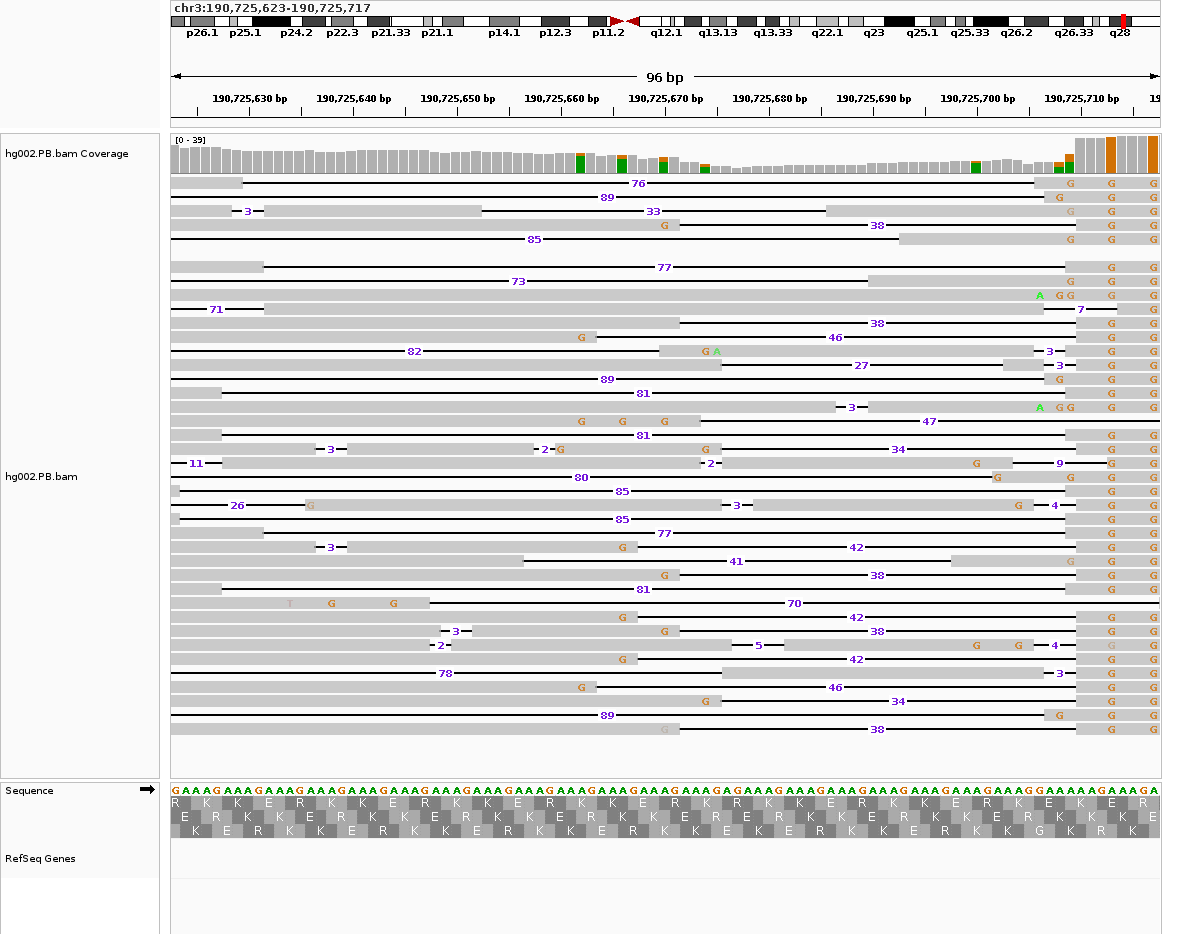 chr3:190,725,623-190,725,717
p26.1 p25.1 p24.2 p22.3 p21.33 p21.1 p14.1 p12.3 p11.2 q12.1 q13.13 q13.33 q22.1 q23 q25.1 q25.33 q26.2 q26.33 q28
96 bp
190,725,630 bp 190,725,640 bp 190,725,650 bp 190,725,660 bp 190,725,670 bp 190,725,680 bp 190,725,690 bp 190,725,700 bp 190,725,710 bp 19
hg002.PB.bam Coverage
[0 - 39]
hg002.PB.bam
76 G G G
89 G G G
3 33 G G G
G 38 G G
85 G G G
77 G G
73 G G G
A G G G G
71 7 G
38 G G
G 46 G G
82 G A 3 G G
27 3 G G
89 G G G
81 G G
3 A G G G G
G G G 47
81 G G
3 2 G G 34 G G
11 2 G 9 G G
80 G G G G
85 G G
26 G 3 G 4 G G
85 G G
77 G G
3 G 42 G G
41 G G G
G 38 G G
81 G G
T G G 70
G 42 G G
3 G 38 G G
2 5 G G 4 G G
G 42 G G
78 3 G G
G 46 G G
G 34 G G
89 G G G
G 38 G G
Sequence
GAAAGAAAGAAAGAAAGAAAGAAAGAAAGAAAGAAAGAAAGAAAGAAAGAAAGAGAAAGAAAGAAAGAAAGAAAGAAAGAAAGGAAAAAGAAAGA
R K K E R K K E R K K E R K K E R K R K K E R K K E R K E K E R
E R K K E R K K E R K K E R K K E R E R K K E R K K E R K K K E
K E R K K E R K K E R K K E R K K E K E R K K E R K K G K R K
RefSeq Genes